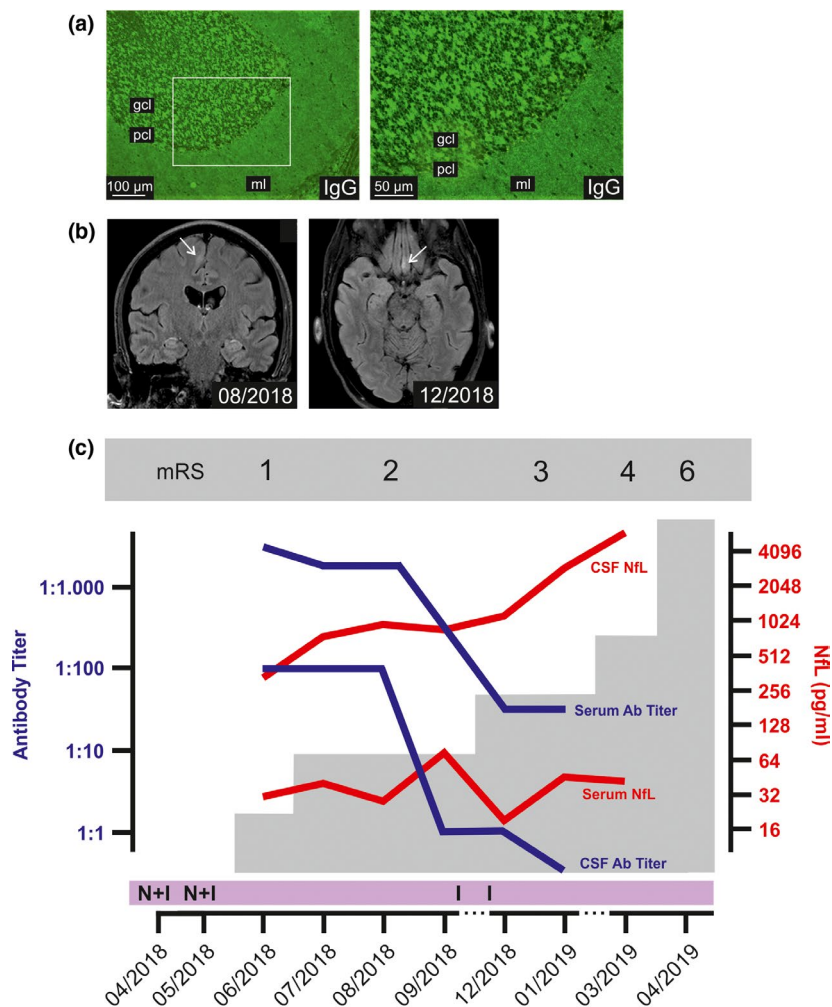 (a)
gcl
pcl
100 µm
ml
IgG
gcl
pcl
50 µm
ml
IgG
(b)
08/2018
12/2018
(c)
mRS 1 2 3 4 6
Antibody Titer
1:1.000
1:100
1:10
1:1
CSF NfL
Serum Ab Titer
Serum NfL
CSF Ab Titer
4096
2048
1024
512
256
128
64
32
16
NfL (pg/ml)
N+I N+I I I
04/2018 05/2018 06/2018 07/2018 08/2018 09/2018 12/2018 01/2019 03/2019 04/2019